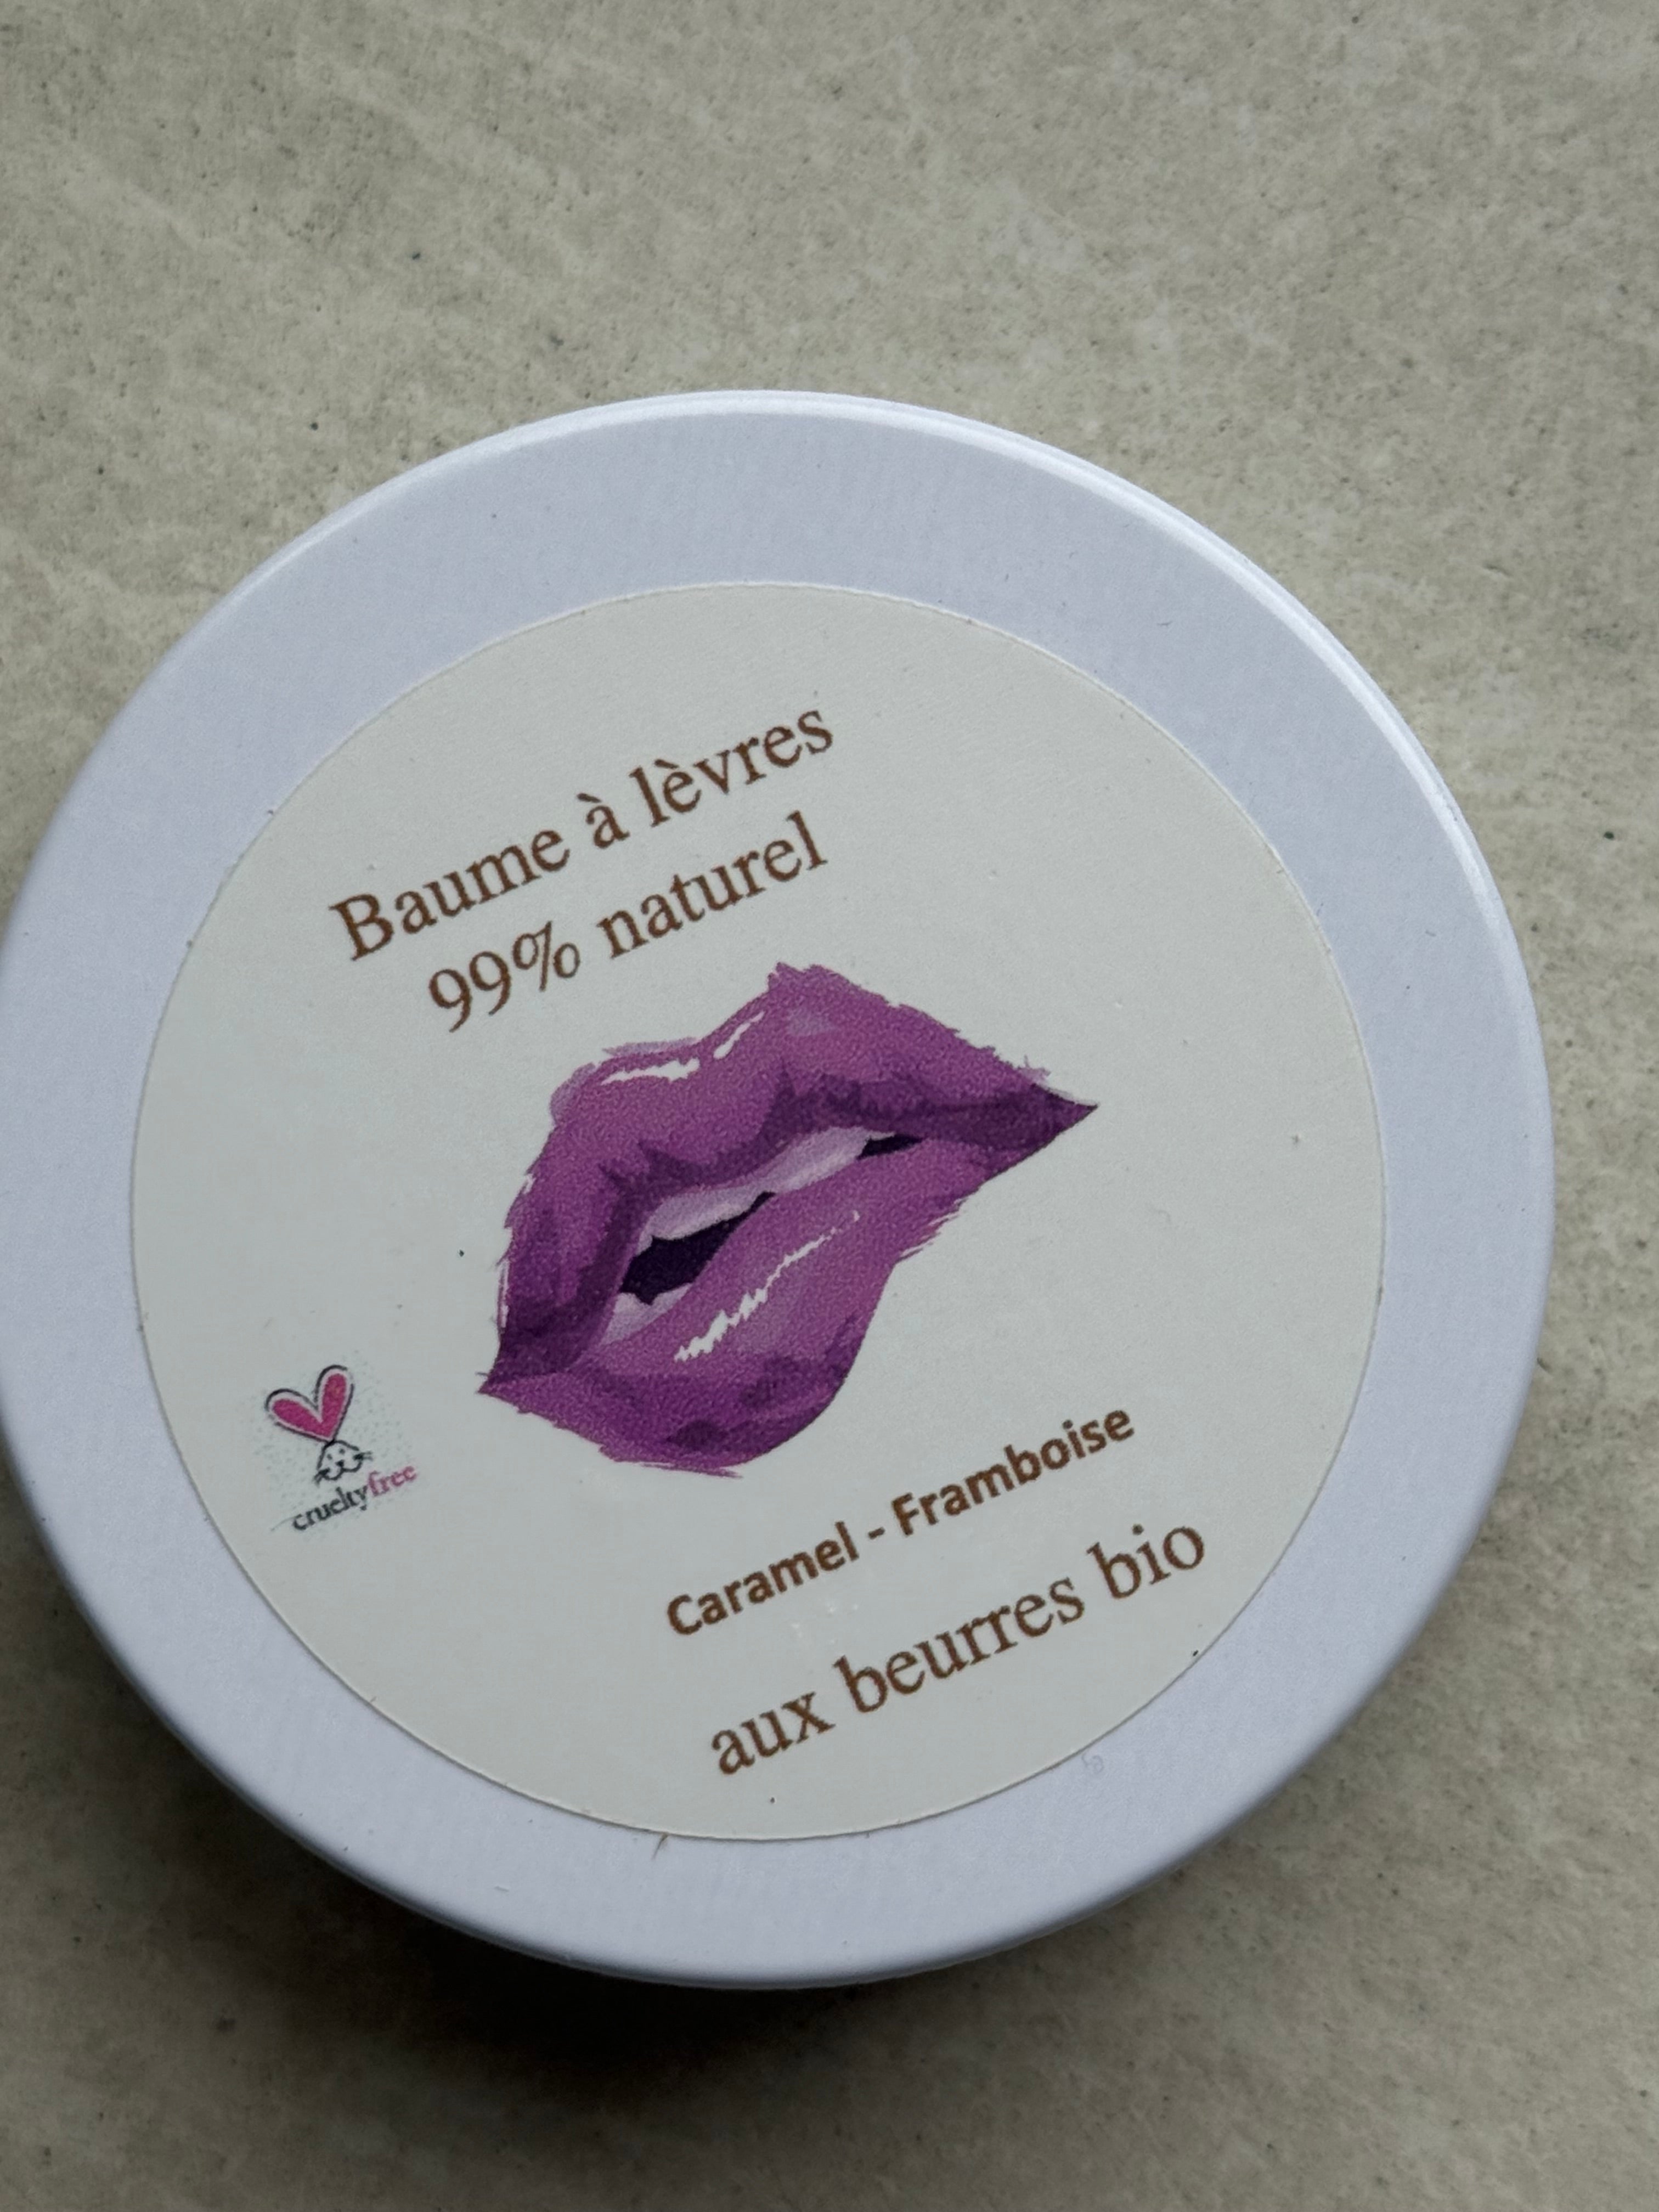 Baume à lèvres
99% naturel
crueltyfree
Caramel - Framboise
aux beurres bio